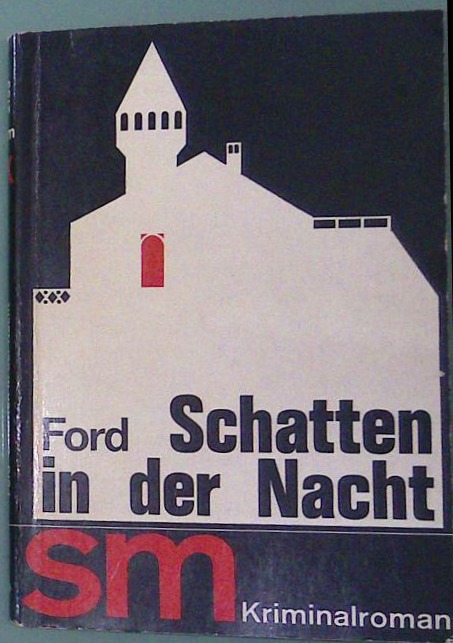 Ford Schatten
in der Nacht
sm Kriminalroman